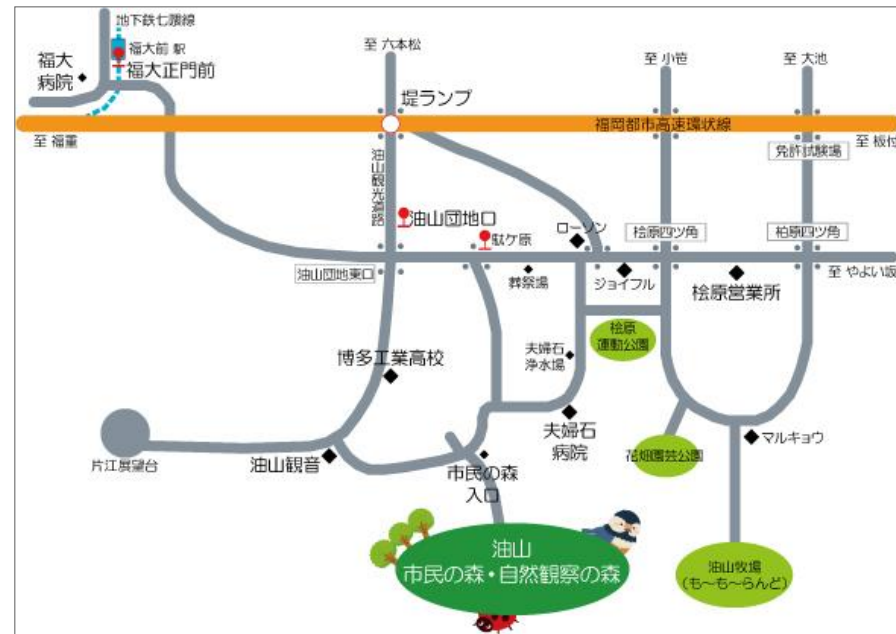 地下鉄七隈線
福大前 駅
福大正門前
福大
病院
至 六本松
至 小笹
至 大池
堤ランプ
福岡都市高速環状線
至 福重
免許試験場
至 板付
油山観光道路
油山団地口
駄ケ原
ローソン
桧原四ツ角
柏原四ツ角
油山団地東口
葬祭場
ジョイフル
桧原営業所
至 やよい坂
桧原
運動公園
夫婦石
浄水場
博多工業高校
夫婦石
病院
花畑園芸公園
マルキョウ
片江展望台
油山観音
市民の森
入口
油山
市民の森・自然観察の森
油山牧場
(も〜も〜らんど)